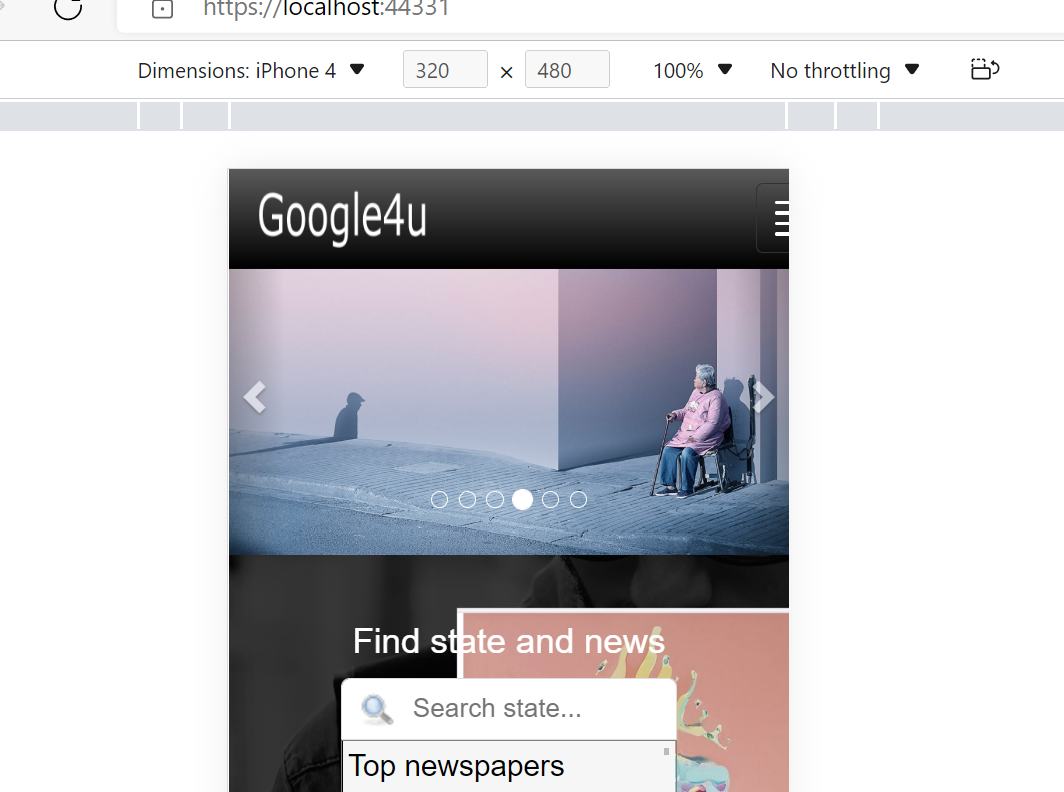 https://localhost:44331
Dimensions: iPhone 4 320 × 480 100% No throttling
Google4u
Find state and news
Search state...
Top newspapers